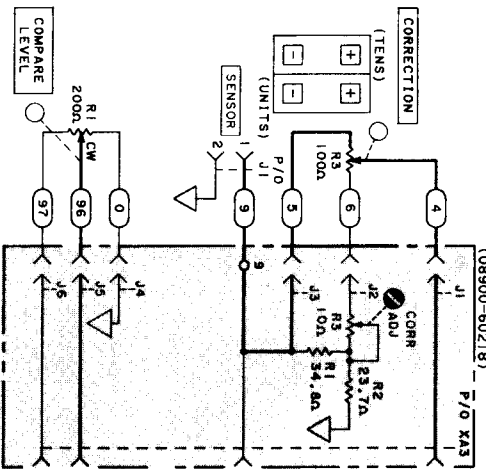 (08900-60218)
P/O XA3
CORRECTION
(TENS)
+
+
−
−
(UNITS)
R3
100Ω
4
J1
6
J2
CORR
ADJ
R3
10Ω
R2
23.7Ω
R1
34.8Ω
5
J3
SENSOR
P/O
J1
1
2
9
9
COMPARE
LEVEL
R1
200Ω
CW
0
J4
96
J5
97
J6